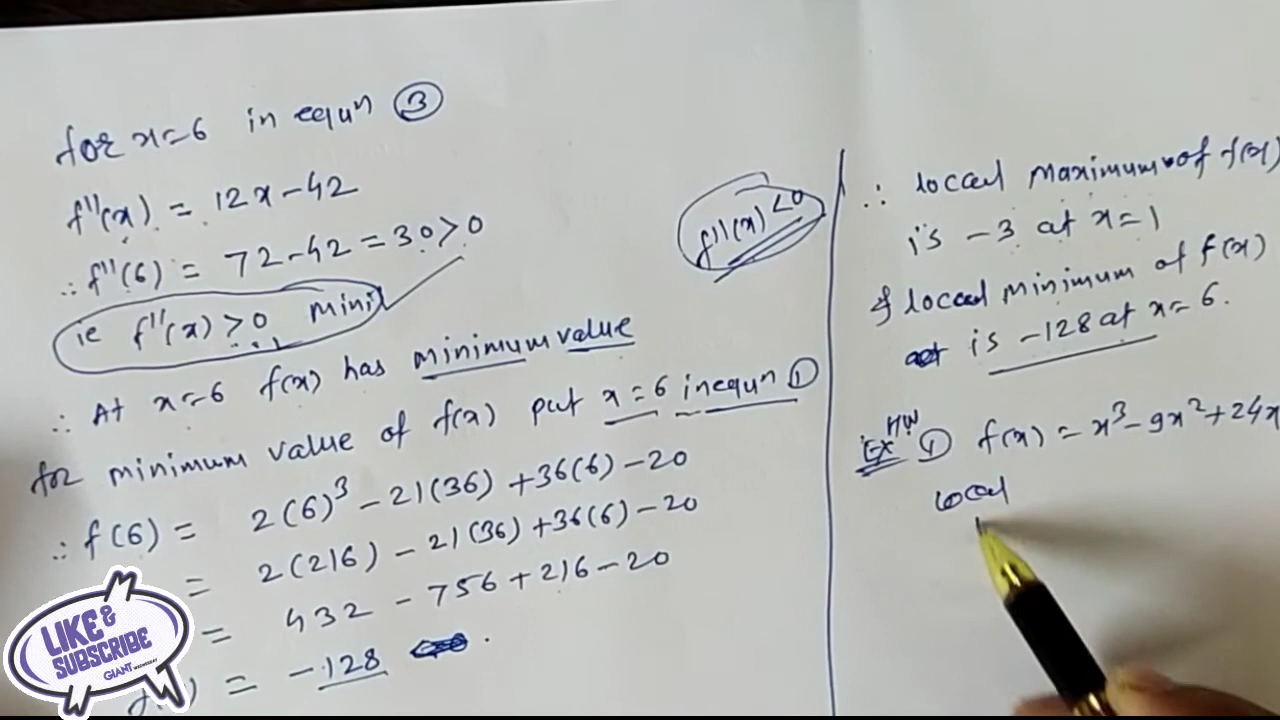 for x=6 in equn ③
f''(x) = 12x-42
∴ f''(6) = 72-42 = 30>0
ie f''(x) >0 mini
∴ At x=6 f(x) has minimum value
for minimum value of f(x) put x=6 in equn ①
∴ f(6) = 2(6)³ - 21(36) + 36(6) - 20
= 2(216) - 21(36) + 36(6) - 20
= 432 - 756 + 216 - 20
= -128
f''(x) <0
∴ local maximum of f(x)
is -3 at x=1
& local minimum of f(x)
is -128 at x=6.
Ex HW ① f(x) = x³-9x²+24x
local
LIKE &
SUBSCRIBE
GIANT WEDNESDAY